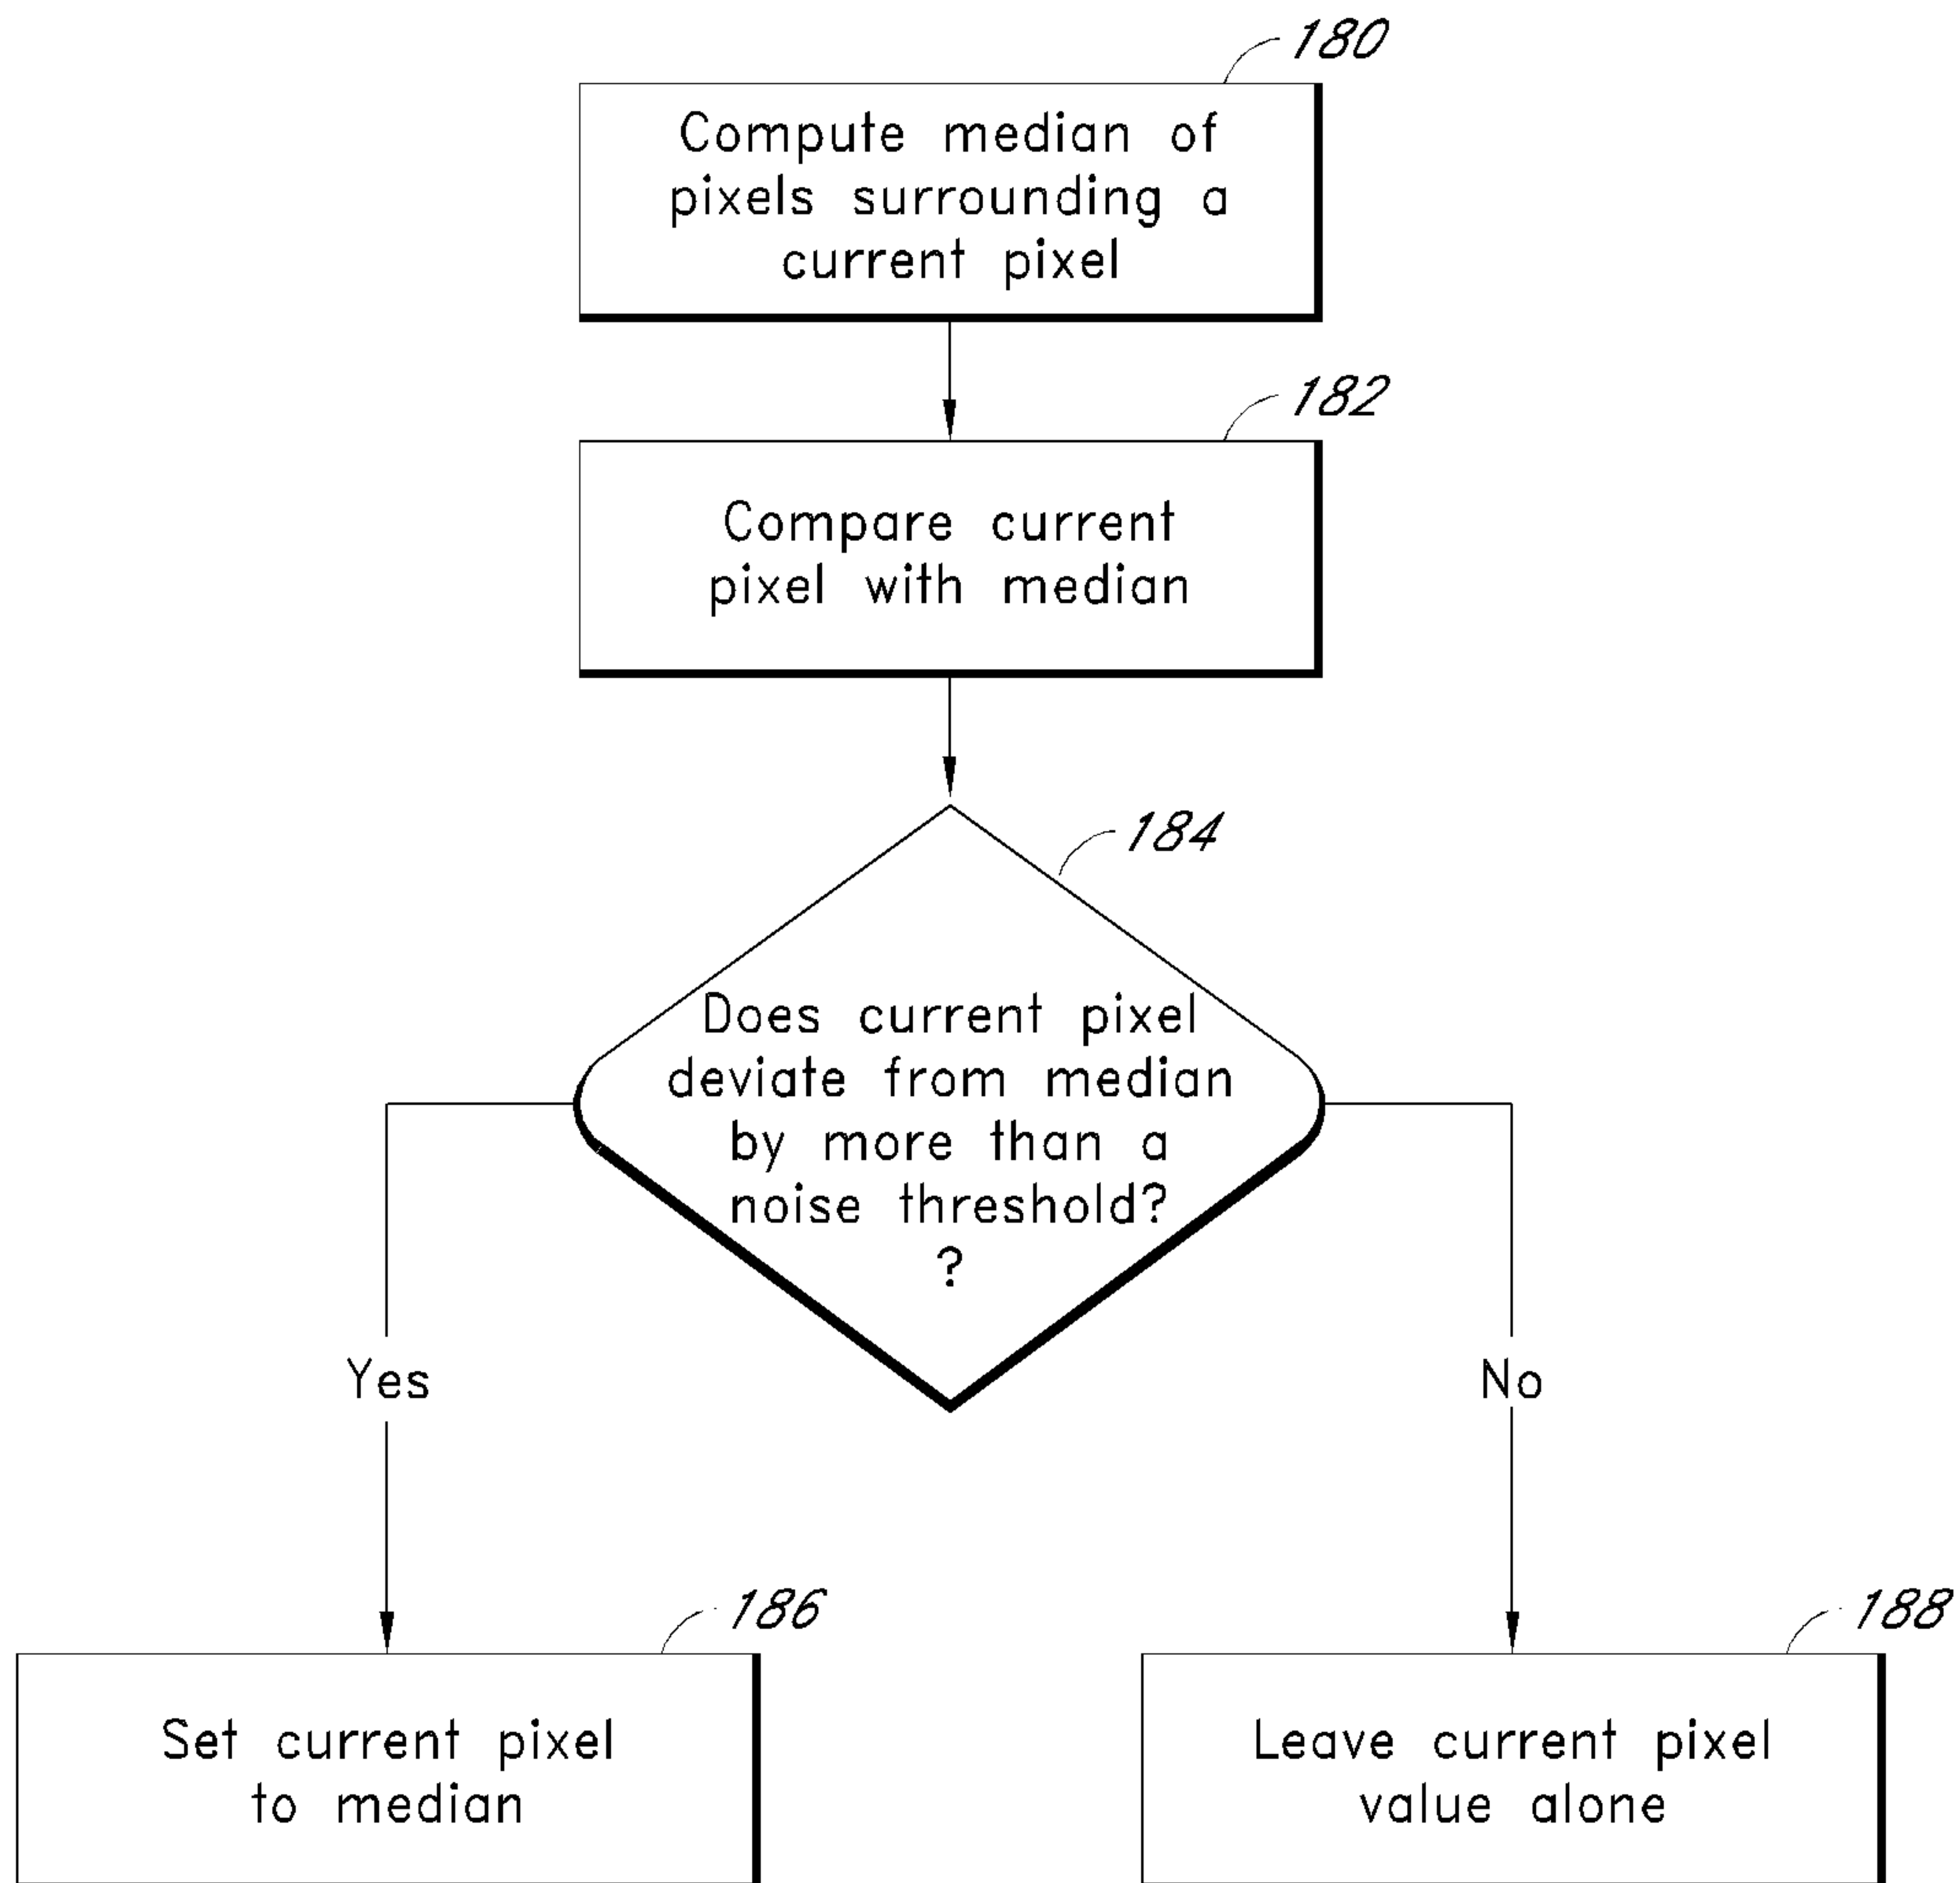 180
Compute median of
pixels surrounding a
current pixel
182
Compare current
pixel with median
184
Does current pixel
deviate from median
by more than a
noise threshold?
?
Yes
No
186
188
Set current pixel
to median
Leave current pixel
value alone